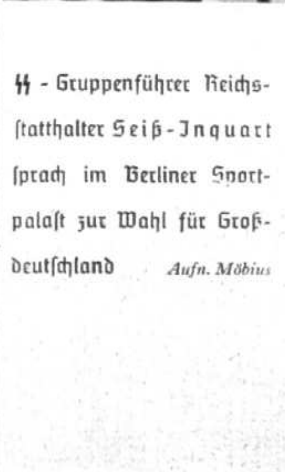 ᛋᛋ - Gruppenführer Reichs-
ſtatthalter Seiß-Inquart
ſprach im Berliner Sport-
palaſt zur Wahl für Groß-
deutſchland Aufn. Möbius